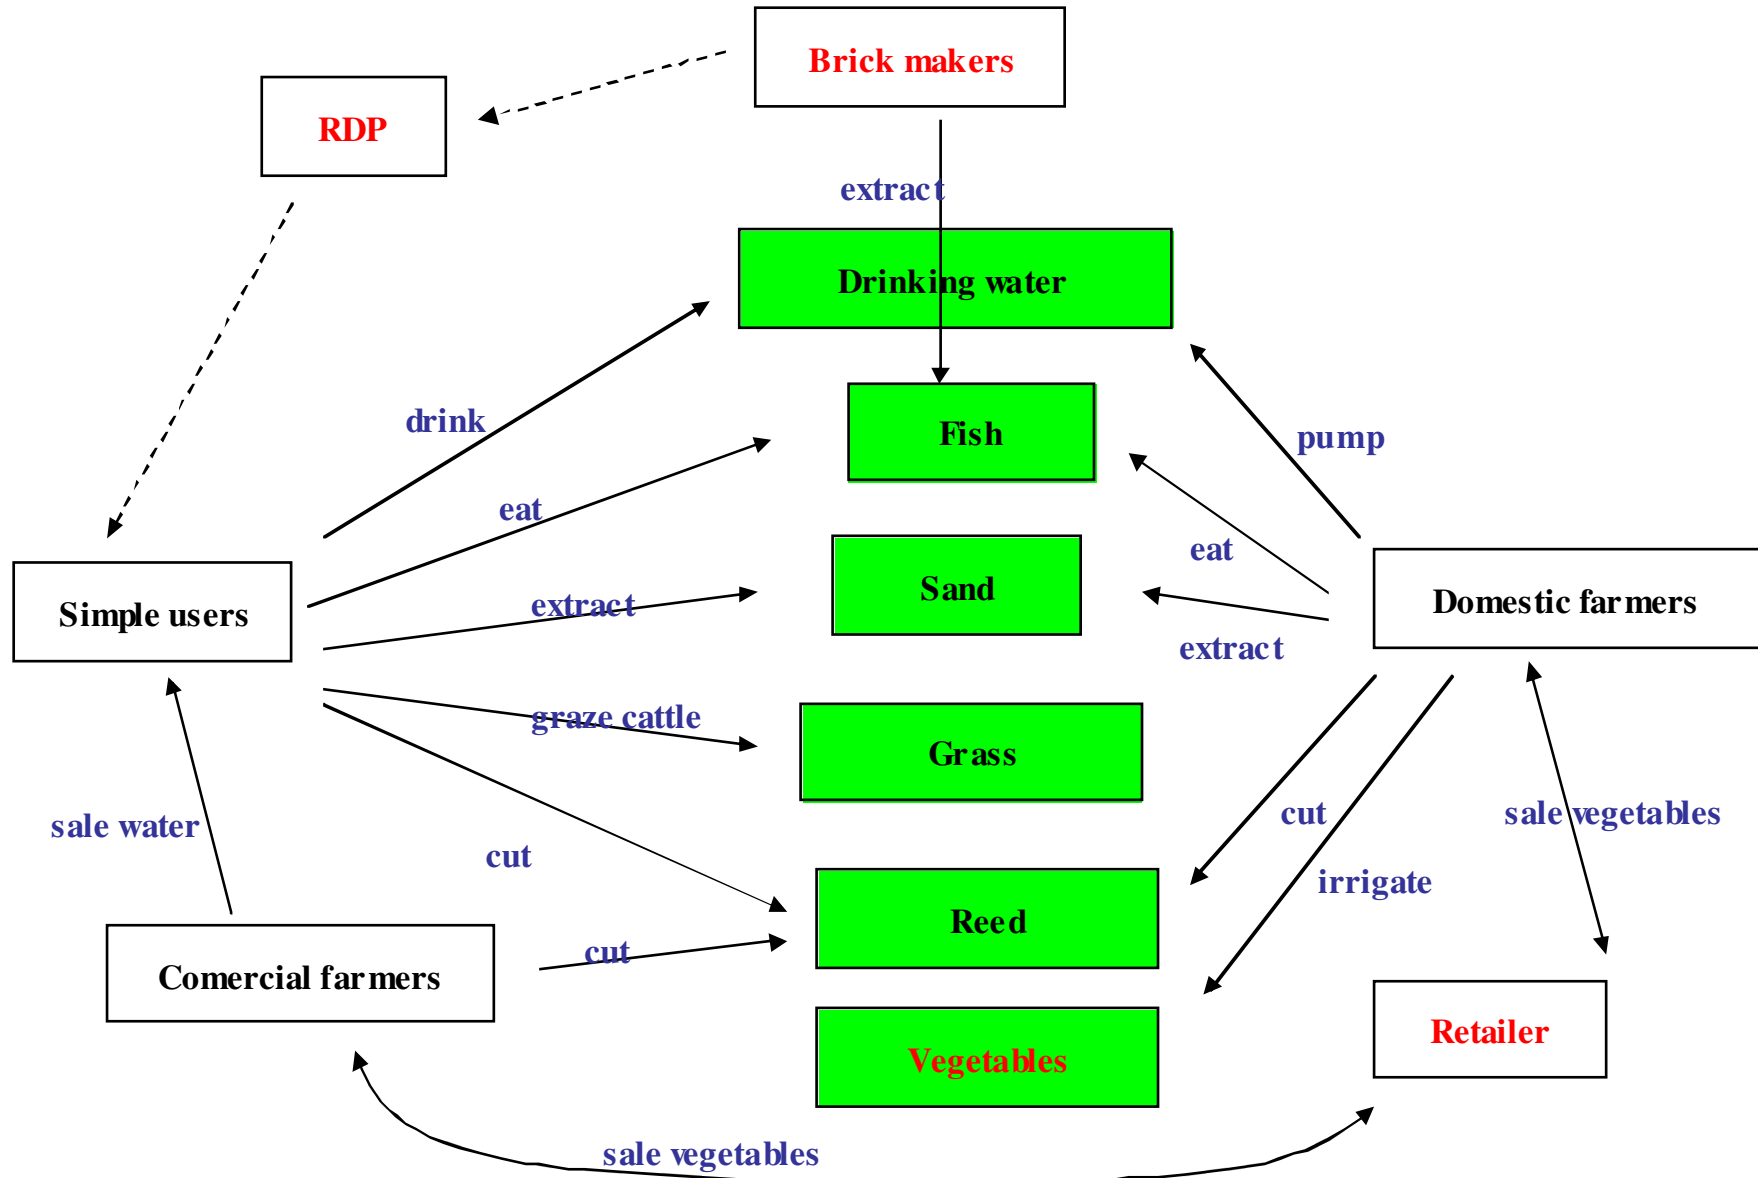 Brick makers
RDP
extract
Drinking water
drink
Fish
pump
eat
eat
Sand
extract
Simple users
Domestic farmers
extract
graze cattle
Grass
sale water
cut
cut
sale vegetables
irrigate
Reed
cut
Comercial farmers
Retailer
Vegetables
sale vegetables